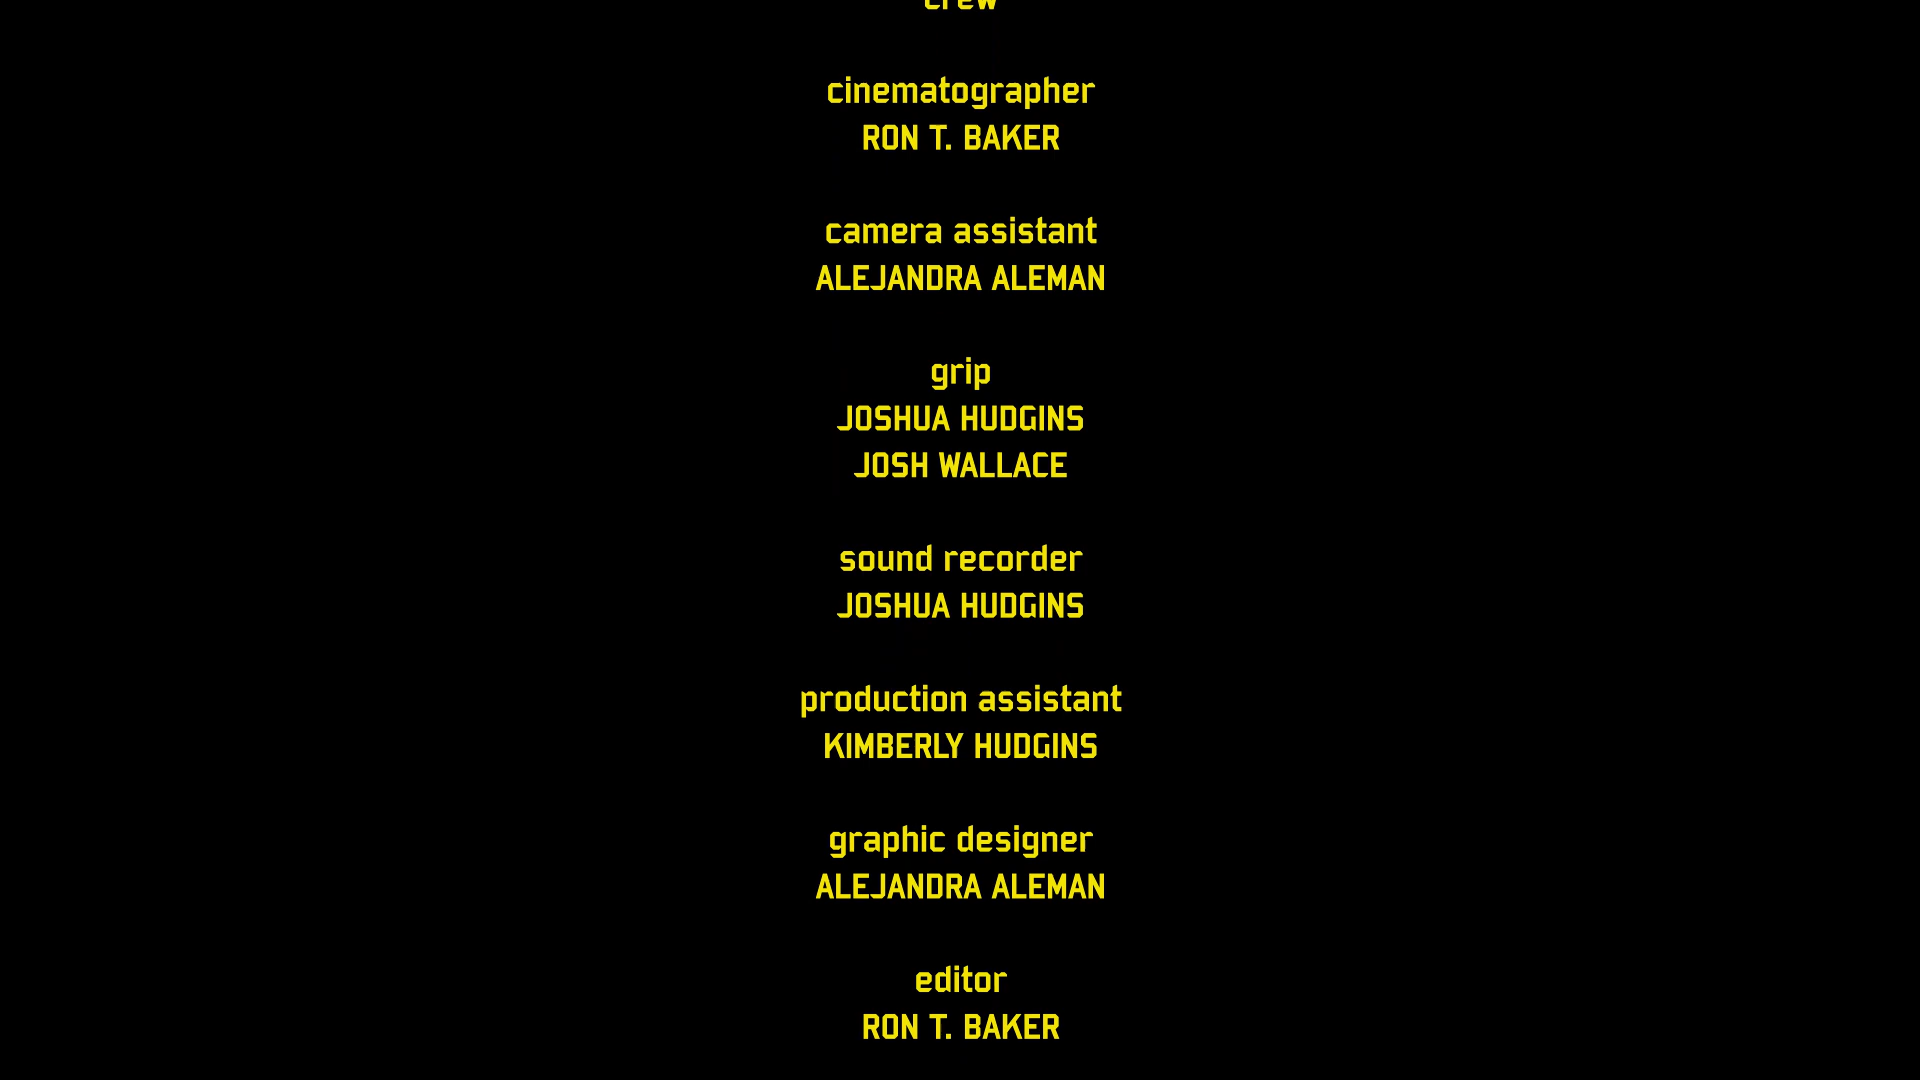 crew
cinematographer
RON T. BAKER
camera assistant
ALEJANDRA ALEMAN
grip
JOSHUA HUDGINS
JOSH WALLACE
sound recorder
JOSHUA HUDGINS
production assistant
KIMBERLY HUDGINS
graphic designer
ALEJANDRA ALEMAN
editor
RON T. BAKER